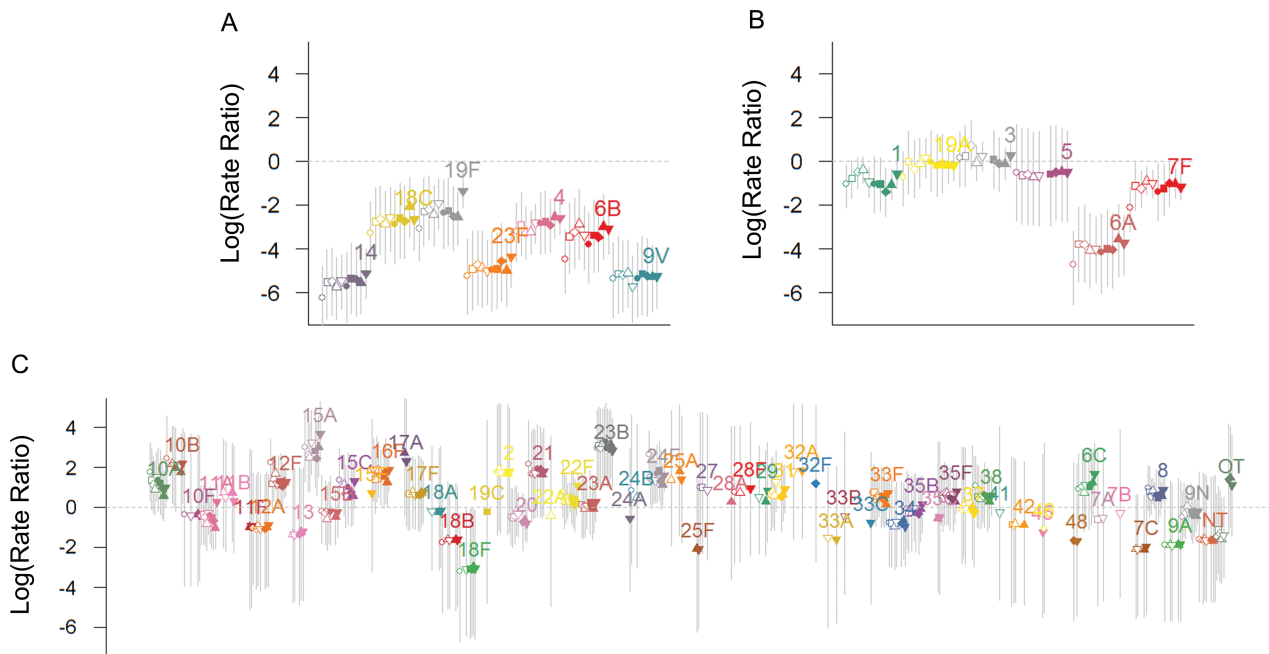 A
B
4
2
0
-2
-4
-6
Log(Rate Ratio)
14
18C
19F
23F
4
6B
9V
4
2
0
-2
-4
-6
Log(Rate Ratio)
1
19A
3
5
6A
7F
C
4
2
0
-2
-4
-6
Log(Rate Ratio)
10A
10B
10F
11A
11B
11F
12A
12F
13
15A
15B
15C
15F
16F
17A
17F
18A
18B
18F
19C
2
20
21
22A
22F
23A
23B
24A
24B
24F
25A
25F
27
28A
28F
29
31
32A
32F
33A
33B
33C
33F
34
35B
35F
38
41
42
45
48
6C
7A
7B
7C
8
9A
9N
NT
OT